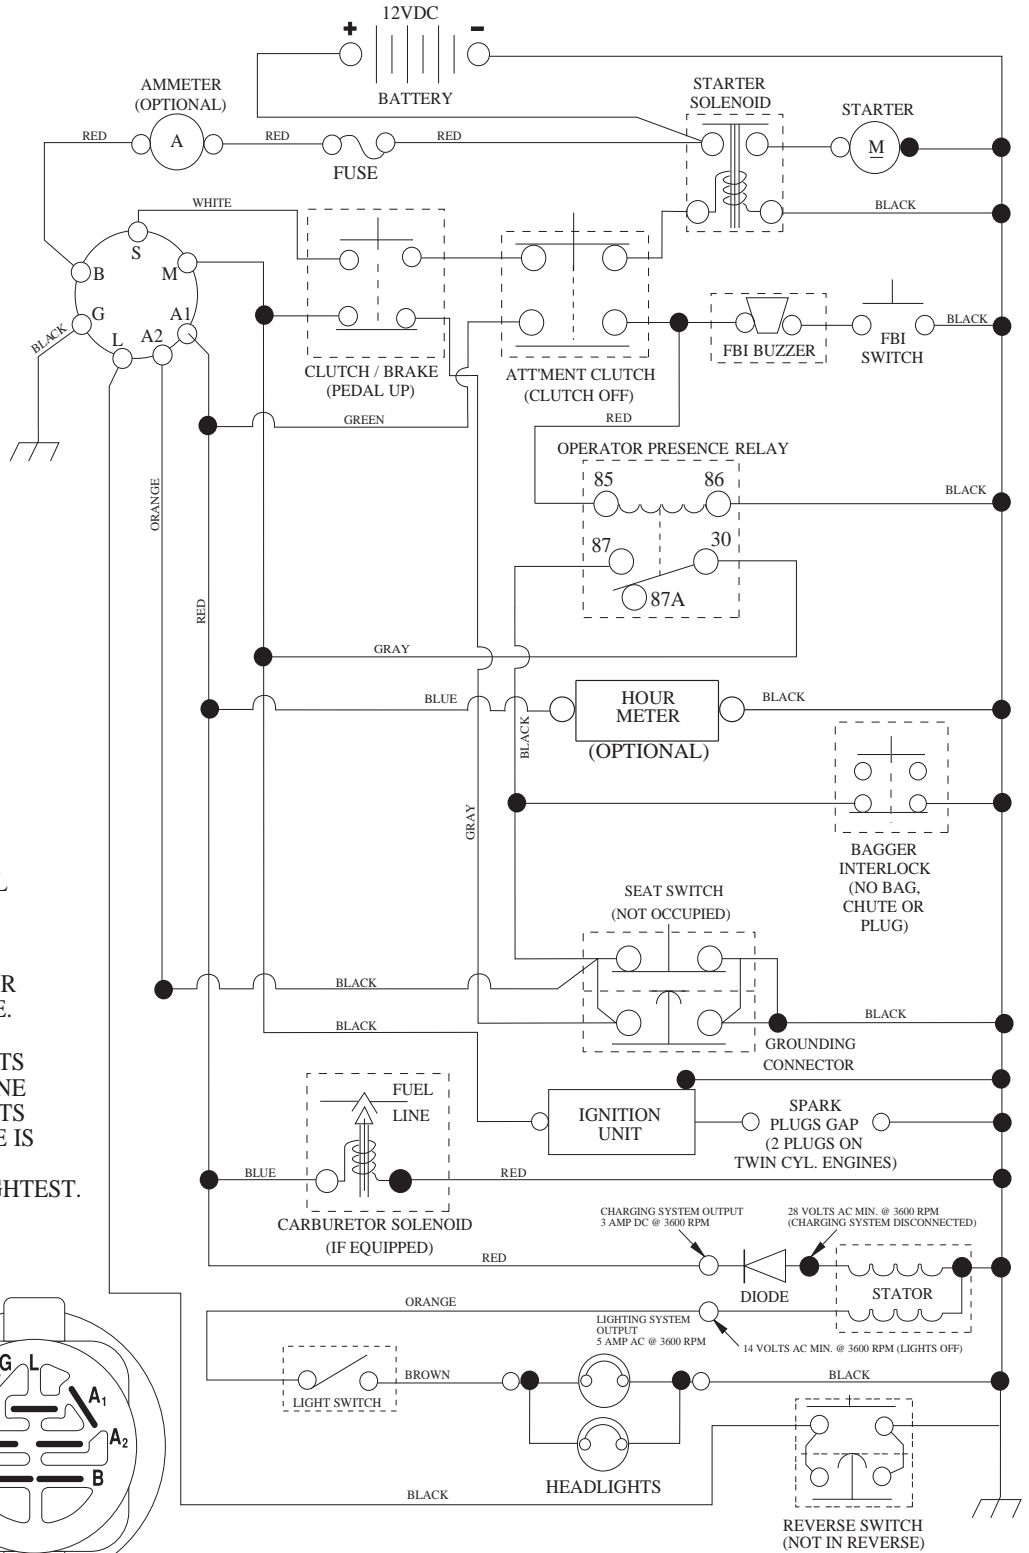 12VDC
+
-
BATTERY
AMMETER
(OPTIONAL)
STARTER
SOLENOID
STARTER
RED
A
RED
FUSE
RED
M
WHITE
BLACK
S
B
M
G
A1
L
A2
BLACK
CLUTCH / BRAKE
(PEDAL UP)
ATT'MENT CLUTCH
(CLUTCH OFF)
FBI BUZZER
FBI
SWITCH
BLACK
GREEN
RED
OPERATOR PRESENCE RELAY
85
86
BLACK
ORANGE
87
30
87A
RED
GRAY
BLUE
HOUR
METER
(OPTIONAL)
BLACK
BLACK
GRAY
BAGGER
INTERLOCK
(NO BAG,
CHUTE OR
PLUG)
L
SEAT SWITCH
(NOT OCCUPIED)
BLACK
R
E.
BLACK
BLACK
GROUNDING
CONNECTOR
TS
NE
TS
E IS
GHTEST.
FUEL
LINE
IGNITION
UNIT
SPARK
PLUGS GAP
(2 PLUGS ON
TWIN CYL. ENGINES)
BLUE
RED
CARBURETOR SOLENOID
(IF EQUIPPED)
CHARGING SYSTEM OUTPUT
3 AMP DC @ 3600 RPM
28 VOLTS AC MIN. @ 3600 RPM
(CHARGING SYSTEM DISCONNECTED)
RED
DIODE
STATOR
ORANGE
LIGHTING SYSTEM
OUTPUT
5 AMP AC @ 3600 RPM
14 VOLTS AC MIN. @ 3600 RPM (LIGHTS OFF)
G
L
A1
A2
B
LIGHT SWITCH
BROWN
BLACK
HEADLIGHTS
BLACK
REVERSE SWITCH
(NOT IN REVERSE)